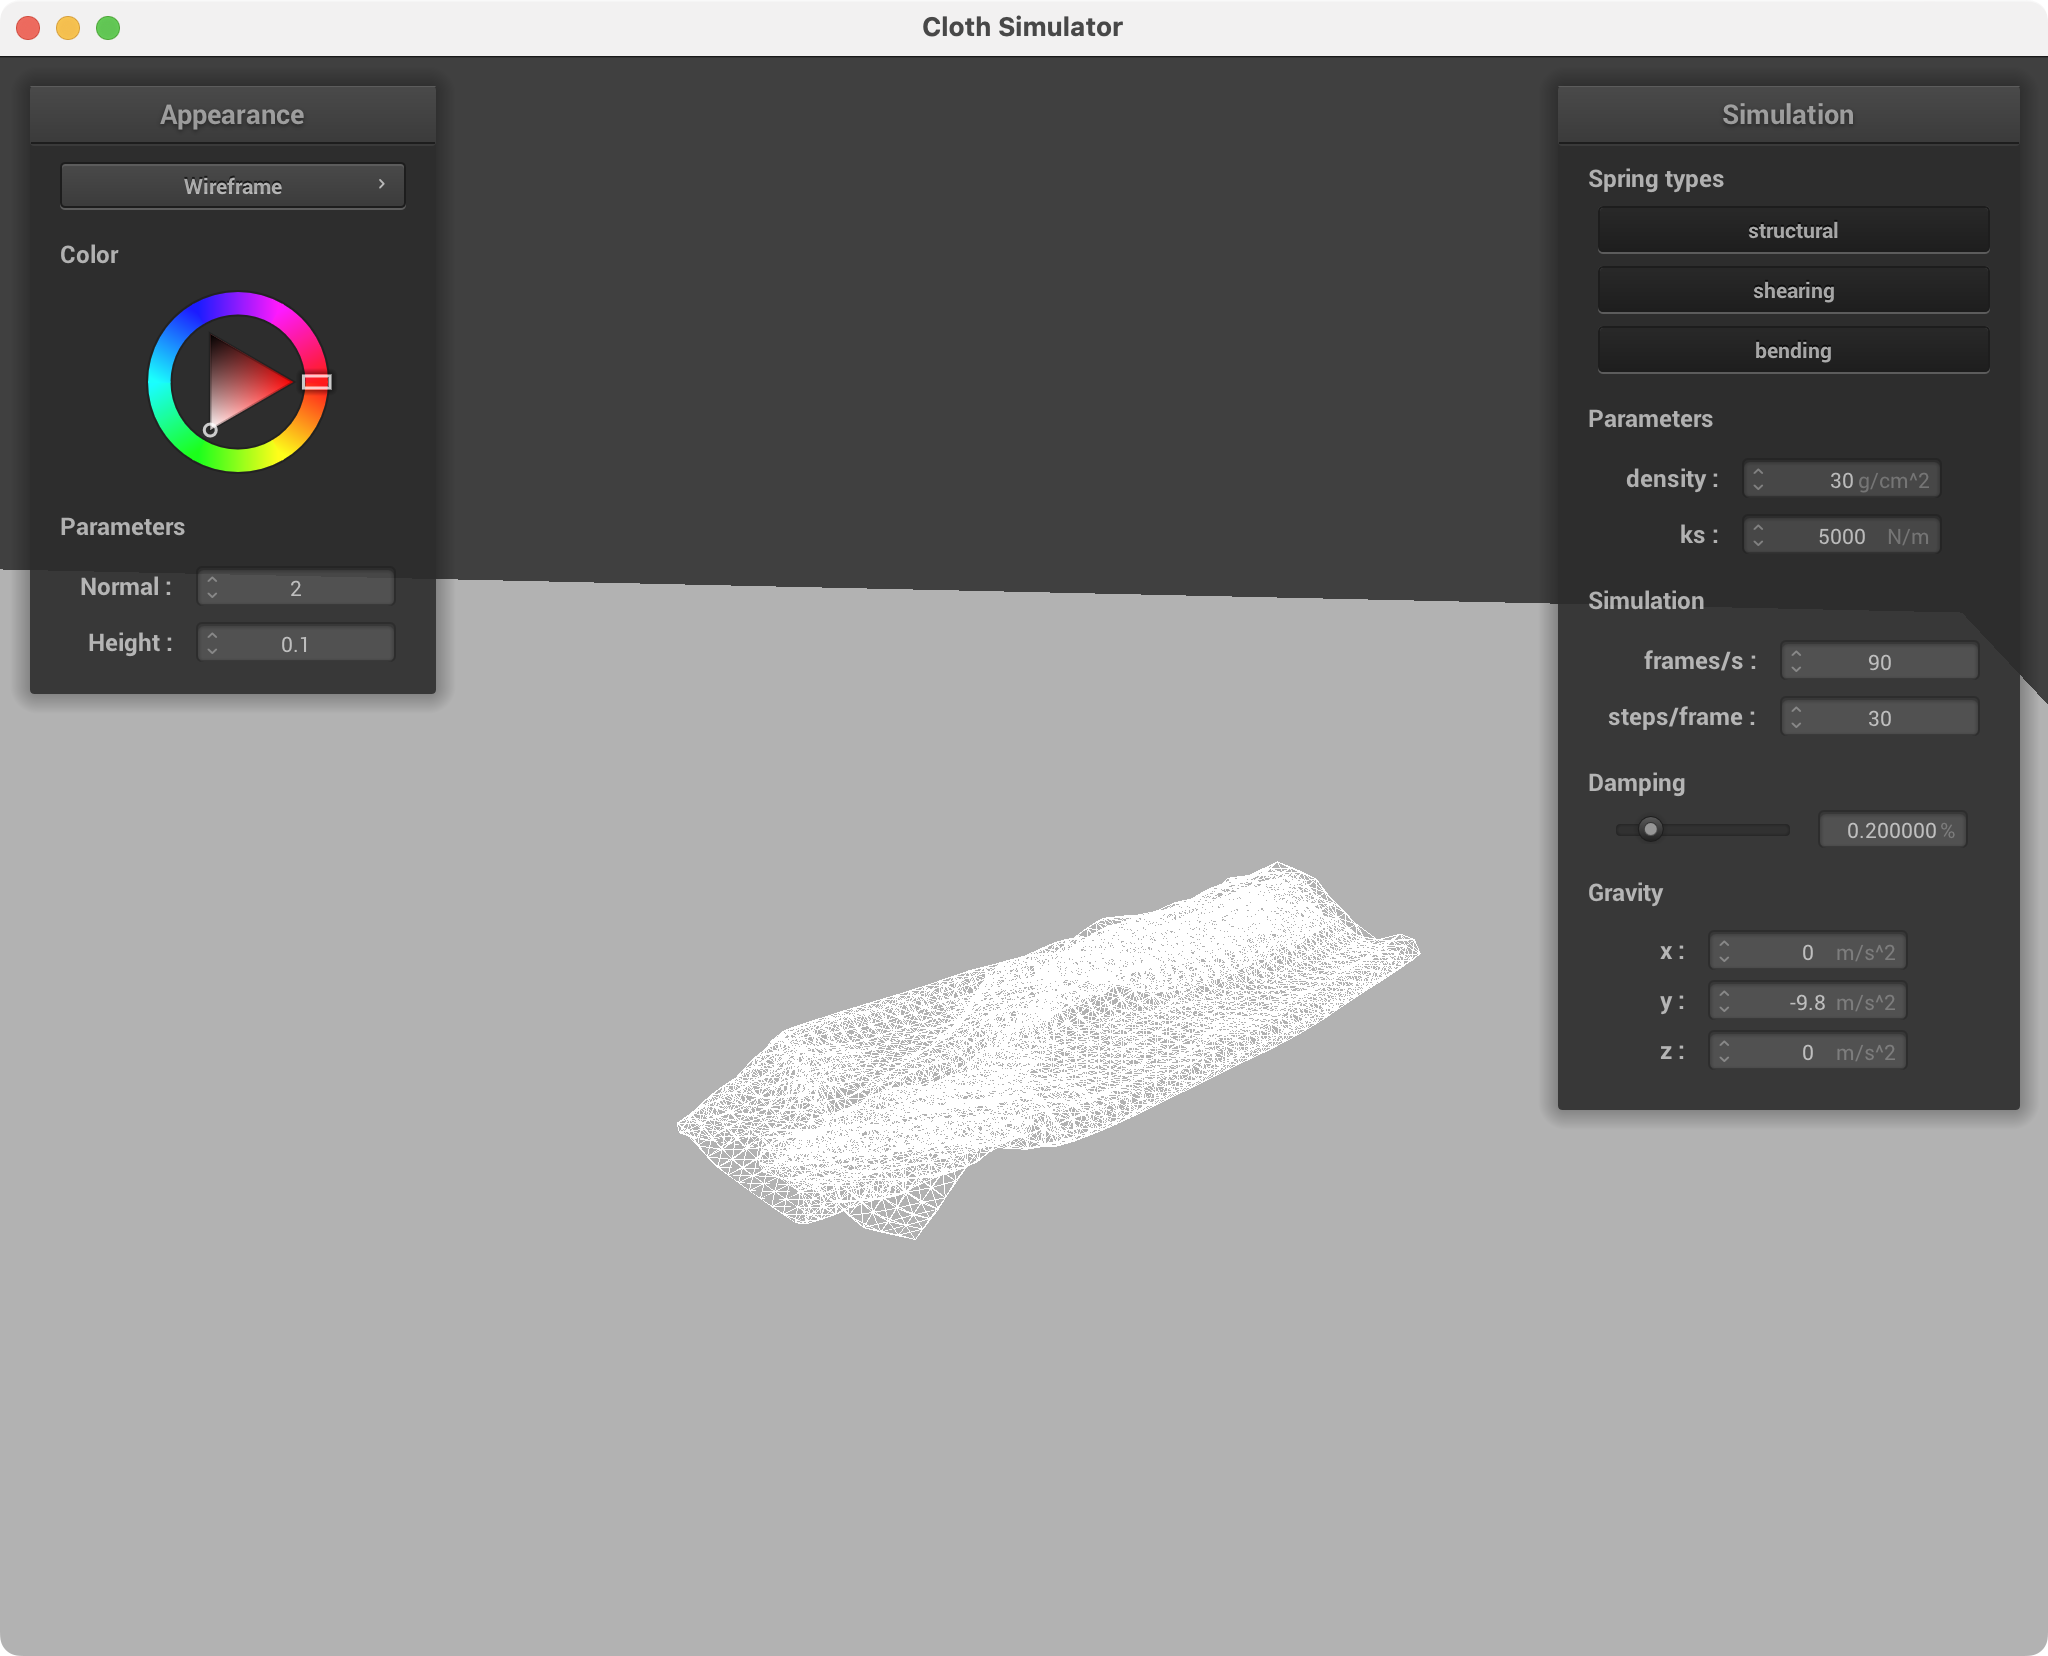 Cloth Simulator
Appearance
Wireframe
Color
Parameters
Normal : 2
Height : 0.1
Simulation
Spring types
structural
shearing
bending
Parameters
density : 30 g/cm^2
ks : 5000 N/m
Simulation
frames/s : 90
steps/frame : 30
Damping
0.200000 %
Gravity
x : 0 m/s^2
y : -9.8 m/s^2
z : 0 m/s^2